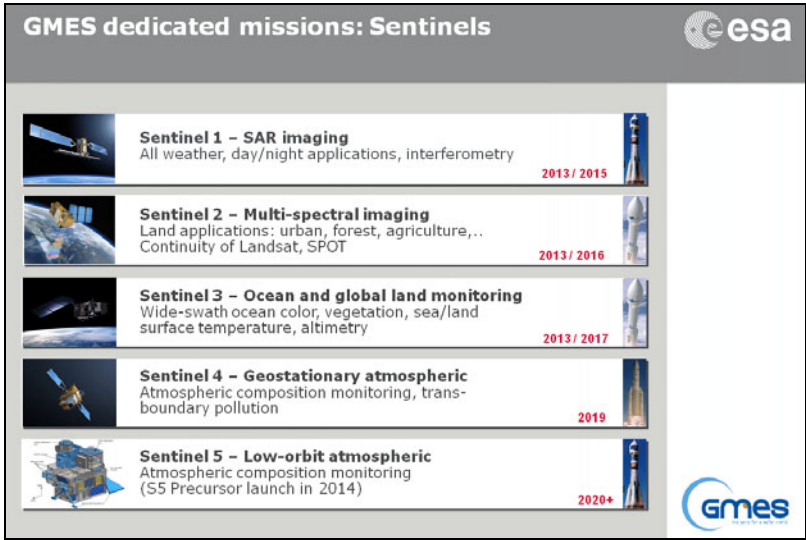 GMES dedicated missions: Sentinels
esa
Sentinel 1 – SAR imaging
All weather, day/night applications, interferometry
2013 / 2015
Sentinel 2 – Multi-spectral imaging
Land applications: urban, forest, agriculture,..
Continuity of Landsat, SPOT
2013 / 2016
Sentinel 3 – Ocean and global land monitoring
Wide-swath ocean color, vegetation, sea/land
surface temperature, altimetry
2013 / 2017
Sentinel 4 – Geostationary atmospheric
Atmospheric composition monitoring, trans-
boundary pollution
2019
Sentinel 5 – Low-orbit atmospheric
Atmospheric composition monitoring
(S5 Precursor launch in 2014)
2020+
GMES